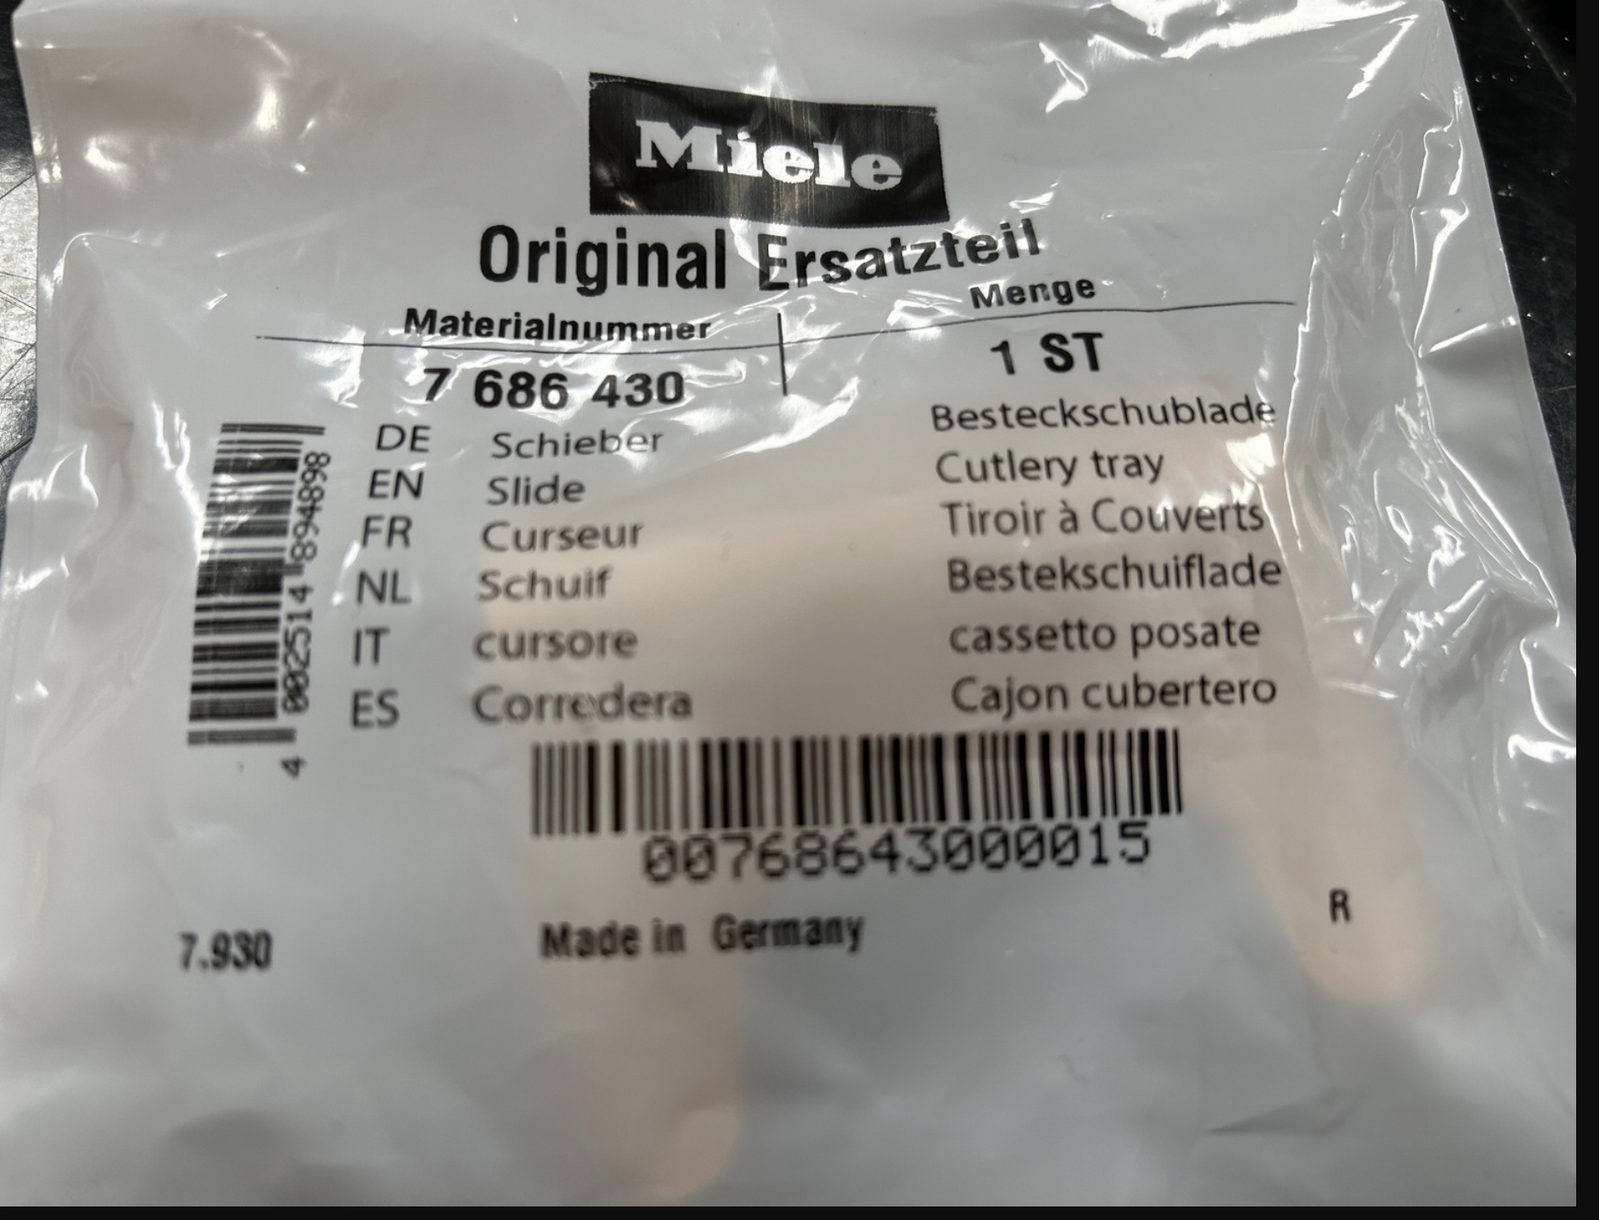 Miele
Original Ersatzteil
Materialnummer
Menge
7 686 430
1 ST
DE Schieber Besteckschublade
EN Slide Cutlery tray
FR Curseur Tiroir à Couverts
NL Schuif Bestekschuiflade
IT cursore cassetto posate
ES Corredera Cajon cubertero
4 002514 894898
00768643000015
7.930
Made in Germany
R